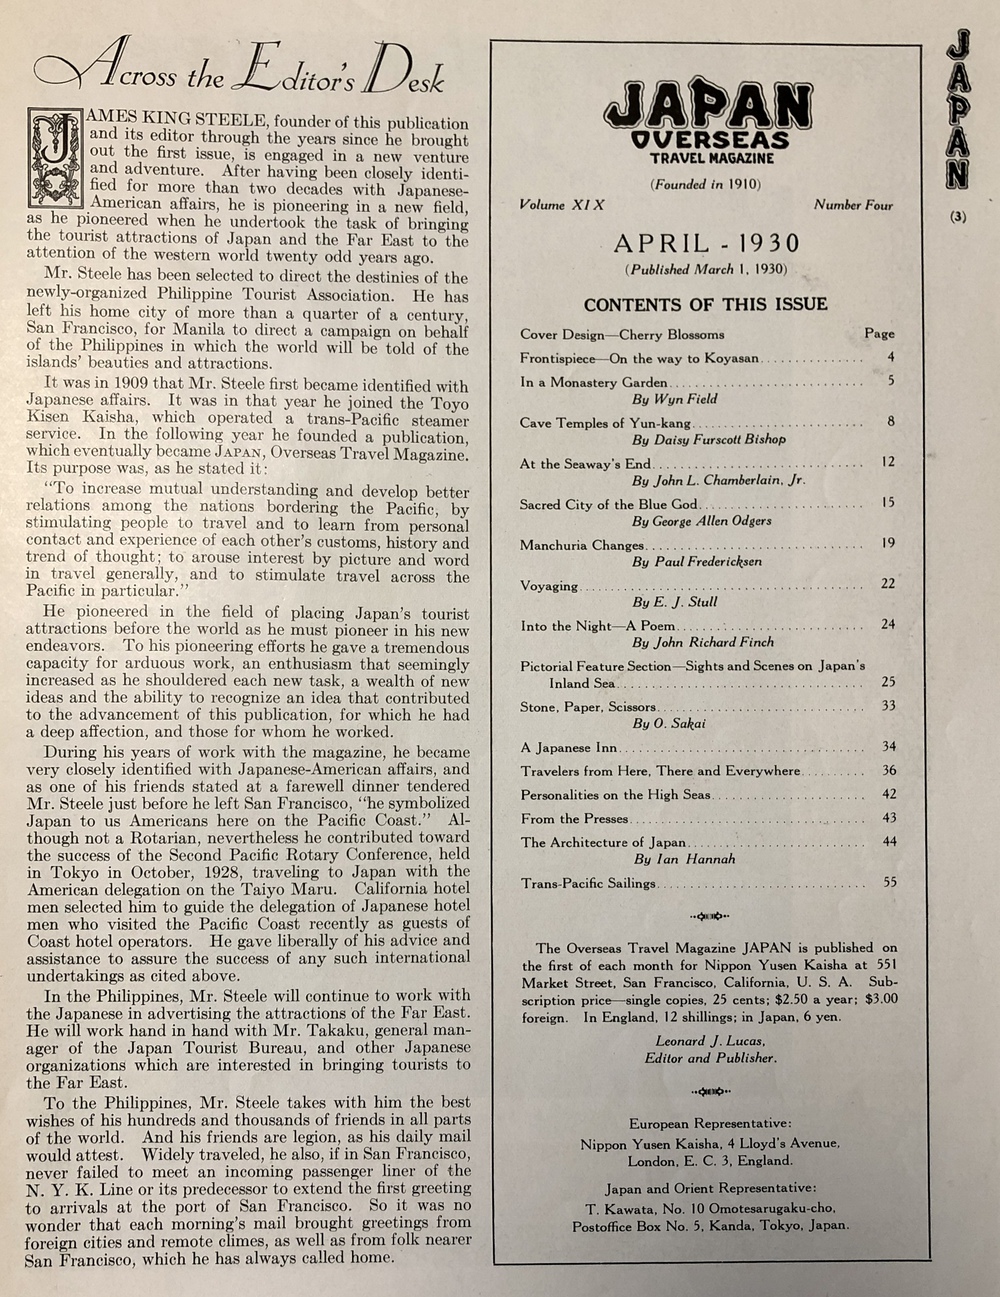 Across the Editor's Desk
JAMES KING STEELE, founder of this publication
and its editor through the years since he brought
out the first issue, is engaged in a new venture
and adventure. After having been closely identi-
fied for more than two decades with Japanese-
American affairs, he is pioneering in a new field,
as he pioneered when he undertook the task of bringing
the tourist attractions of Japan and the Far East to the
attention of the western world twenty odd years ago.
Mr. Steele has been selected to direct the destinies of the
newly-organized Philippine Tourist Association. He has
left his home city of more than a quarter of a century,
San Francisco, for Manila to direct a campaign on behalf
of the Philippines in which the world will be told of the
islands' beauties and attractions.
It was in 1909 that Mr. Steele first became identified with
Japanese affairs. It was in that year he joined the Toyo
Kisen Kaisha, which operated a trans-Pacific steamer
service. In the following year he founded a publication,
which eventually became JAPAN, Overseas Travel Magazine.
Its purpose was, as he stated it:
"To increase mutual understanding and develop better
relations among the nations bordering the Pacific, by
stimulating people to travel and to learn from personal
contact and experience of each other's customs, history and
trend of thought; to arouse interest by picture and word
in travel generally, and to stimulate travel across the
Pacific in particular."
He pioneered in the field of placing Japan's tourist
attractions before the world as he must pioneer in his new
endeavors. To his pioneering efforts he gave a tremendous
capacity for arduous work, an enthusiasm that seemingly
increased as he shouldered each new task, a wealth of new
ideas and the ability to recognize an idea that contributed
to the advancement of this publication, for which he had
a deep affection, and those for whom he worked.
During his years of work with the magazine, he became
very closely identified with Japanese-American affairs, and
as one of his friends stated at a farewell dinner tendered
Mr. Steele just before he left San Francisco, "he symbolized
Japan to us Americans here on the Pacific Coast." Al-
though not a Rotarian, nevertheless he contributed toward
the success of the Second Pacific Rotary Conference, held
in Tokyo in October, 1928, traveling to Japan with the
American delegation on the Taiyo Maru. California hotel
men selected him to guide the delegation of Japanese hotel
men who visited the Pacific Coast recently as guests of
Coast hotel operators. He gave liberally of his advice and
assistance to assure the success of any such international
undertakings as cited above.
In the Philippines, Mr. Steele will continue to work with
the Japanese in advertising the attractions of the Far East.
He will work hand in hand with Mr. Takaku, general man-
ager of the Japan Tourist Bureau, and other Japanese
organizations which are interested in bringing tourists to
the Far East.
To the Philippines, Mr. Steele takes with him the best
wishes of his hundreds and thousands of friends in all parts
of the world. And his friends are legion, as his daily mail
would attest. Widely traveled, he also, if in San Francisco,
never failed to meet an incoming passenger liner of the
N. Y. K. Line or its predecessor to extend the first greeting
to arrivals at the port of San Francisco. So it was no
wonder that each morning's mail brought greetings from
foreign cities and remote climes, as well as from folk nearer
San Francisco, which he has always called home.
JAPAN
OVERSEAS
TRAVEL MAGAZINE
(Founded in 1910)
Volume XIX Number Four
APRIL - 1930
(Published March 1, 1930)
CONTENTS OF THIS ISSUE
Cover Design—Cherry Blossoms Page
Frontispiece—On the way to Koyasan............... 4
In a Monastery Garden........................... 5
By Wyn Field
Cave Temples of Yun-kang........................ 8
By Daisy Furscott Bishop
At the Seaway's End............................. 12
By John L. Chamberlain, Jr.
Sacred City of the Blue God....................... 15
By George Allen Odgers
Manchuria Changes.............................. 19
By Paul Fredericksen
Voyaging....................................... 22
By E. J. Stull
Into the Night—A Poem.......................... 24
By John Richard Finch
Pictorial Feature Section—Sights and Scenes on Japan's
Inland Sea.................................. 25
Stone, Paper, Scissors............................ 33
By O. Sakai
A Japanese Inn.................................. 34
Travelers from Here, There and Everywhere......... 36
Personalities on the High Seas..................... 42
From the Presses................................ 43
The Architecture of Japan......................... 44
By Ian Hannah
Trans-Pacific Sailings............................. 55
The Overseas Travel Magazine JAPAN is published on
the first of each month for Nippon Yusen Kaisha at 551
Market Street, San Francisco, California, U. S. A. Sub-
scription price—single copies, 25 cents; $2.50 a year; $3.00
foreign. In England, 12 shillings; in Japan, 6 yen.
Leonard J. Lucas,
Editor and Publisher.
European Representative:
Nippon Yusen Kaisha, 4 Lloyd's Avenue,
London, E. C. 3, England.
Japan and Orient Representative:
T. Kawata, No. 10 Omotesarugaku-cho,
Postoffice Box No. 5, Kanda, Tokyo, Japan.
JAPAN
(3)